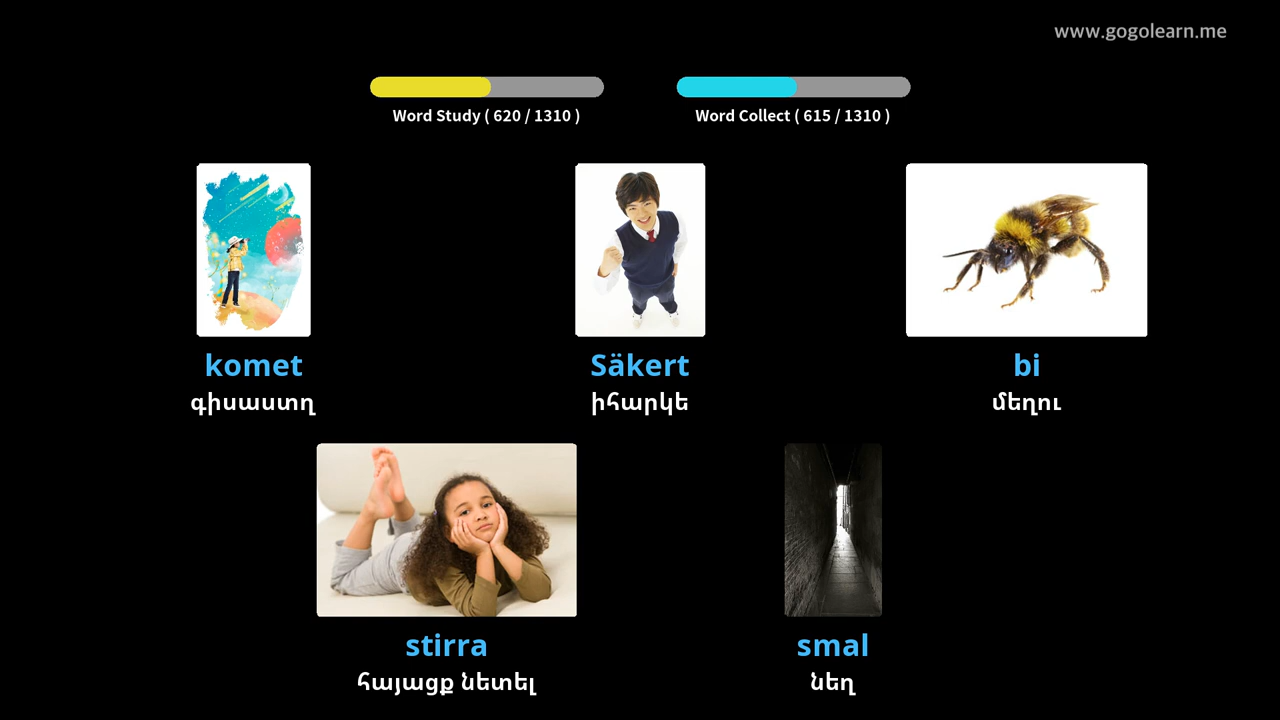 www.gogolearn.me
Word Study ( 620 / 1310 )
Word Collect ( 615 / 1310 )
komet
գիսաստղ
Säkert
իհարկե
bi
մեղու
stirra
հայացք նետել
smal
նեղ